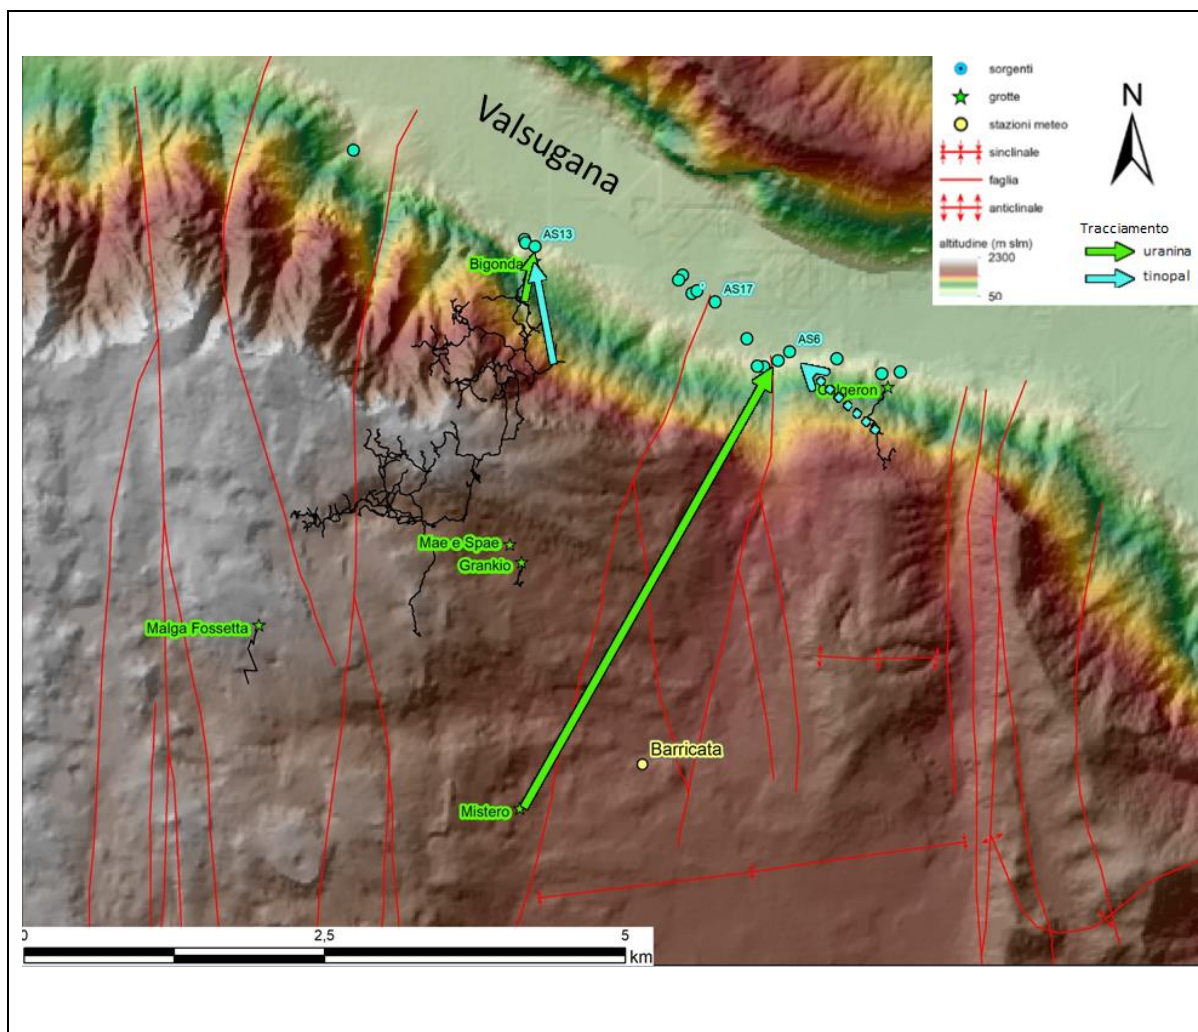 Valsugana
sorgenti
grotte
stazioni meteo
sinclinale
faglia
anticlinale
altitudine (m slm)
2300
50
N
Tracciamento
uranina
tinopal
AS13
Bigonda
AS17
AS6
Calgeron
Mae e Spae
Grankio
Malga Fossetta
Barricata
Mistero
0
2,5
5
km